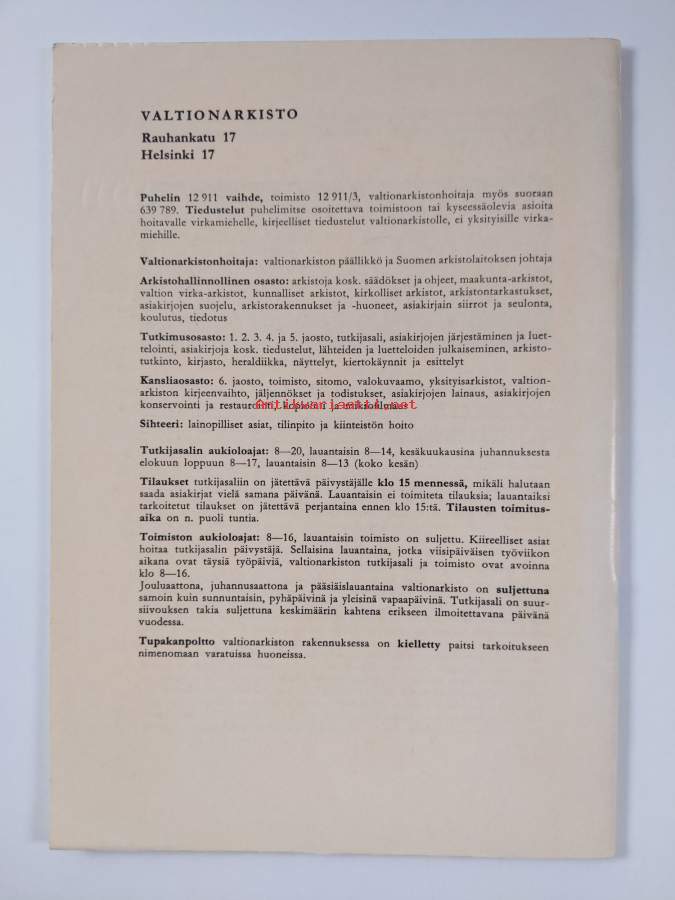 VALTIONARKISTO
Rauhankatu 17
Helsinki 17
Puhelin 12 911 vaihde, toimisto 12 911/3, valtionarkistonhoitaja myös suoraan
639 789. Tiedustelut puhelimitse osoitettava toimistoon tai kyseessäolevia asioita
hoitavalle virkamiehelle, kirjeelliset tiedustelut valtionarkistolle, ei yksityisille virka-
miehille.
Valtionarkistonhoitaja: valtionarkiston päällikkö ja Suomen arkistolaitoksen johtaja
Arkistohallinnollinen osasto: arkistoja kosk. säädökset ja ohjeet, maakunta-arkistot,
valtion virka-arkistot, kunnalliset arkistot, kirkolliset arkistot, arkistontarkastukset,
asiakirjojen suojelu, arkistorakennukset ja -huoneet, asiakirjain siirrot ja seulonta,
koulutus, tiedotus
Tutkimusosasto: 1. 2. 3. 4. ja 5. jaosto, tutkijasali, asiakirjojen järjestäminen ja luet-
telointi, asiakirjoja kosk. tiedustelut, lähteiden ja luetteloiden julkaiseminen, arkisto-
tutkinto, kirjasto, heraldiikka, näyttelyt, kiertokäynnit ja esittelyt
Kansliaosasto: 6. jaosto, toimisto, sitomo, valokuvaamo, yksityisarkistot, valtion-
arkiston kirjeenvaihto, jäljennökset ja todistukset, asiakirjojen lainaus, asiakirjojen
konservointi ja restaurointi, kopiointi ja mikrofilmaus
Antikvariaatti.net
Sihteeri: lainopilliset asiat, tilinpito ja kiinteistön hoito
Tutkijasalin aukioloajat: 8—20, lauantaisin 8—14, kesäkuukausina juhannuksesta
elokuun loppuun 8—17, lauantaisin 8—13 (koko kesän)
Tilaukset tutkijasaliin on jätettävä päivystäjälle klo 15 mennessä, mikäli halutaan
saada asiakirjat vielä samana päivänä. Lauantaisin ei toimiteta tilauksia; lauantaiksi
tarkoitetut tilaukset on jätettävä perjantaina ennen klo 15:tä. Tilausten toimitus-
aika on n. puoli tuntia.
Toimiston aukioloajat: 8—16, lauantaisin toimisto on suljettu. Kiireelliset asiat
hoitaa tutkijasalin päivystäjä. Sellaisina lauantaina, jotka viisipäiväisen työviikon
aikana ovat täysiä työpäiviä, valtionarkiston tutkijasali ja toimisto ovat avoinna
klo 8—16.
Jouluaattona, juhannusaattona ja pääsiäislauantaina valtionarkisto on suljettuna
samoin kuin sunnuntaisin, pyhäpäivinä ja yleisinä vapaapäivinä. Tutkijasali on suur-
siivouksen takia suljettuna keskimäärin kahtena erikseen ilmoitettavana päivänä
vuodessa.
Tupakanpoltto valtionarkiston rakennuksessa on kielletty paitsi tarkoitukseen
nimenomaan varatuissa huoneissa.